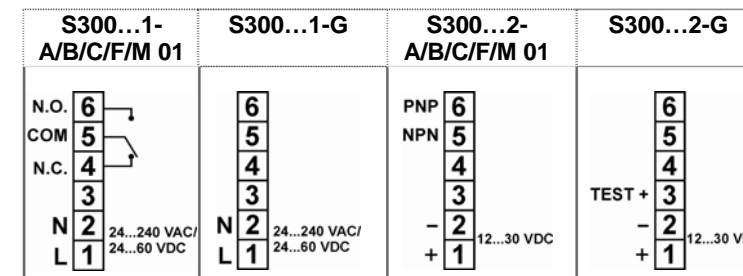 S300…1-
A/B/C/F/M 01
S300…1-G
S300…2-
A/B/C/F/M 01
S300…2-G
N.O. 6
COM 5
N.C. 4
3
N 2 24...240 VAC/
L 1 24...60 VDC
6
5
4
3
N 2 24...240 VAC/
L 1 24...60 VDC
PNP 6
NPN 5
4
3
– 2
+ 1
12...30 VDC
6
5
4
TEST + 3
– 2
+ 1
12...30 V